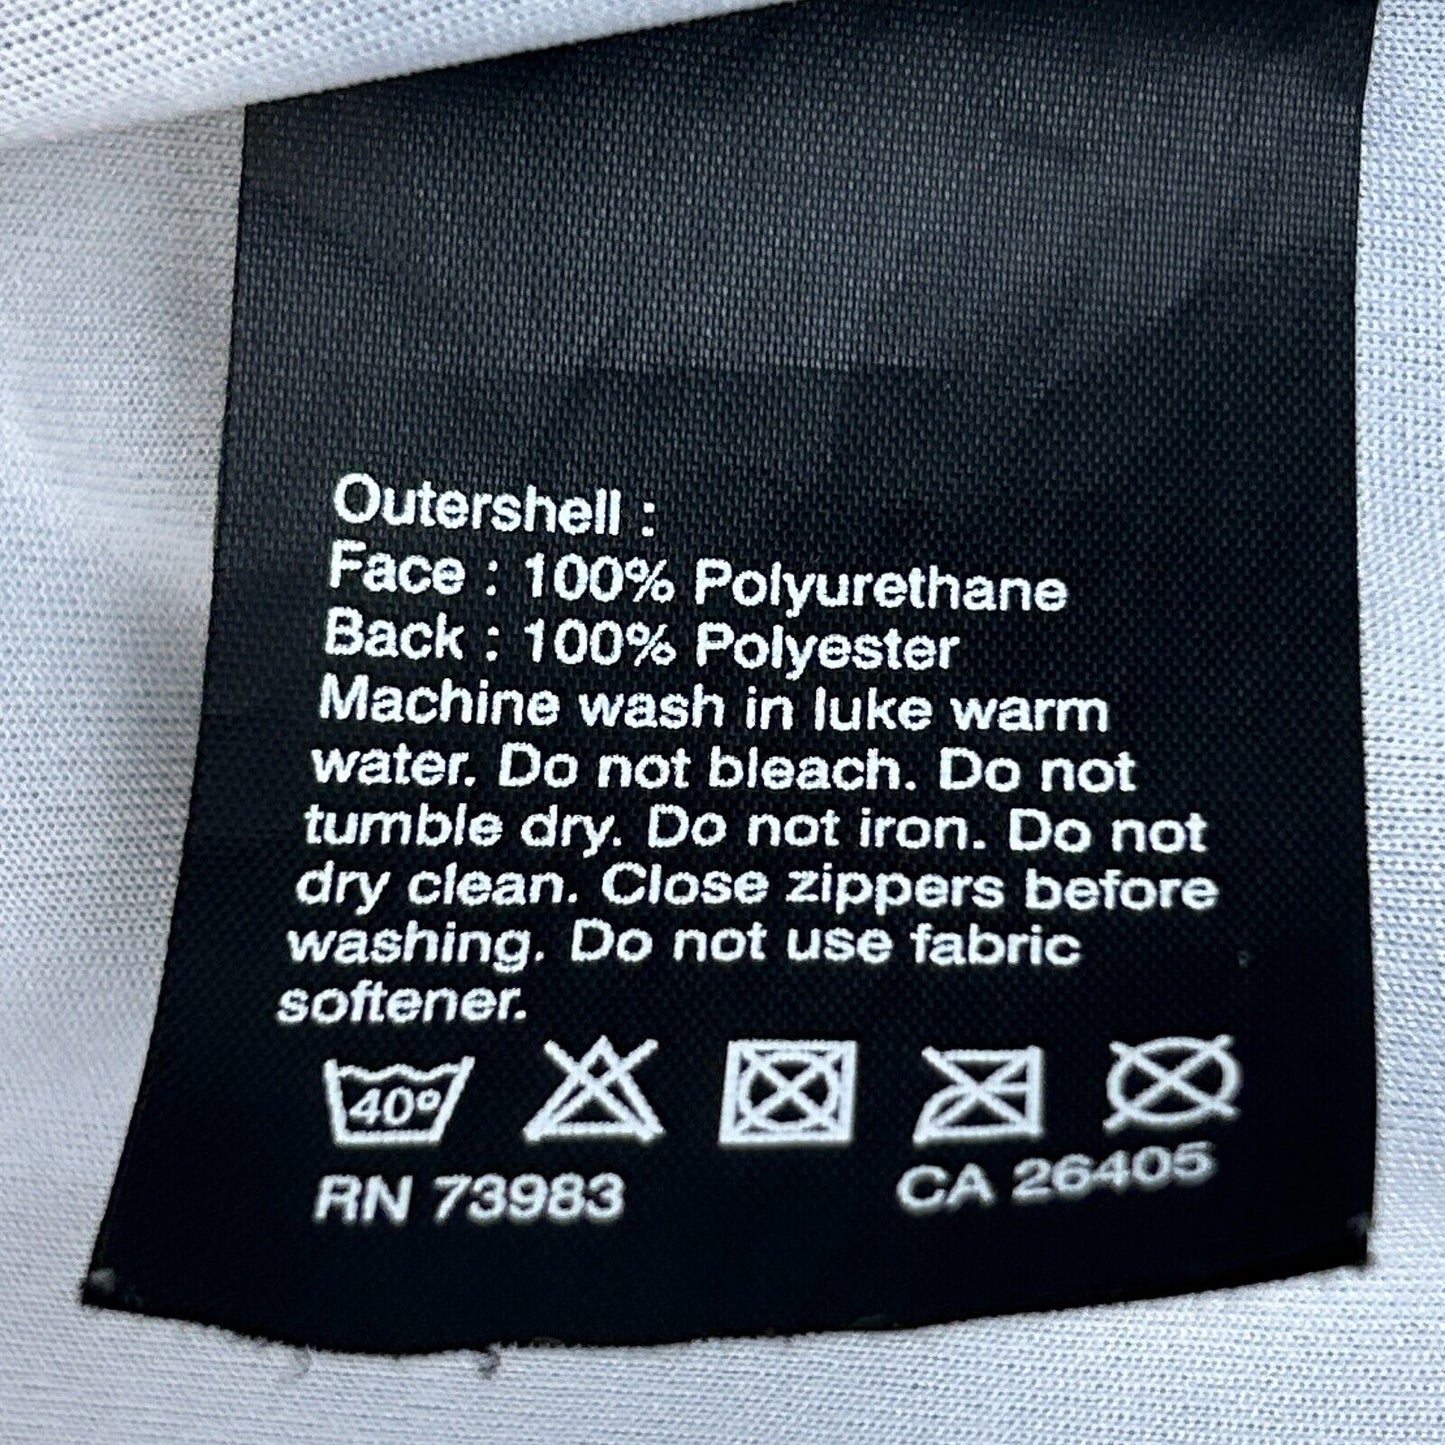 Outershell :
Face : 100% Polyurethane
Back : 100% Polyester
Machine wash in luke warm
water. Do not bleach. Do not
tumble dry. Do not iron. Do not
dry clean. Close zippers before
washing. Do not use fabric
softener.
40°
RN 73983 CA 26405